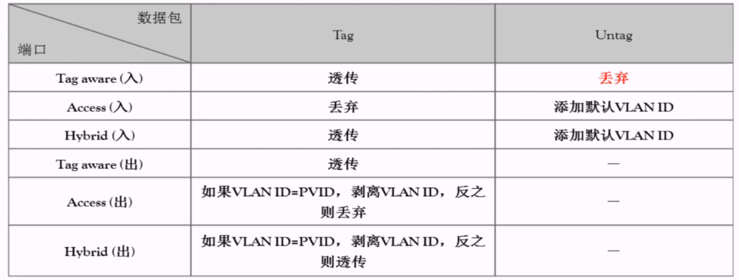 数据包
端口
Tag
Untag
Tag aware (入)
透传
丢弃
Access (入)
丢弃
添加默认VLAN ID
Hybrid (入)
透传
添加默认VLAN ID
Tag aware (出)
透传
—
Access (出)
如果VLAN ID=PVID，剥离VLAN ID，反之
则丢弃
—
Hybrid (出)
如果VLAN ID=PVID，剥离VLAN ID，反之
则透传
—